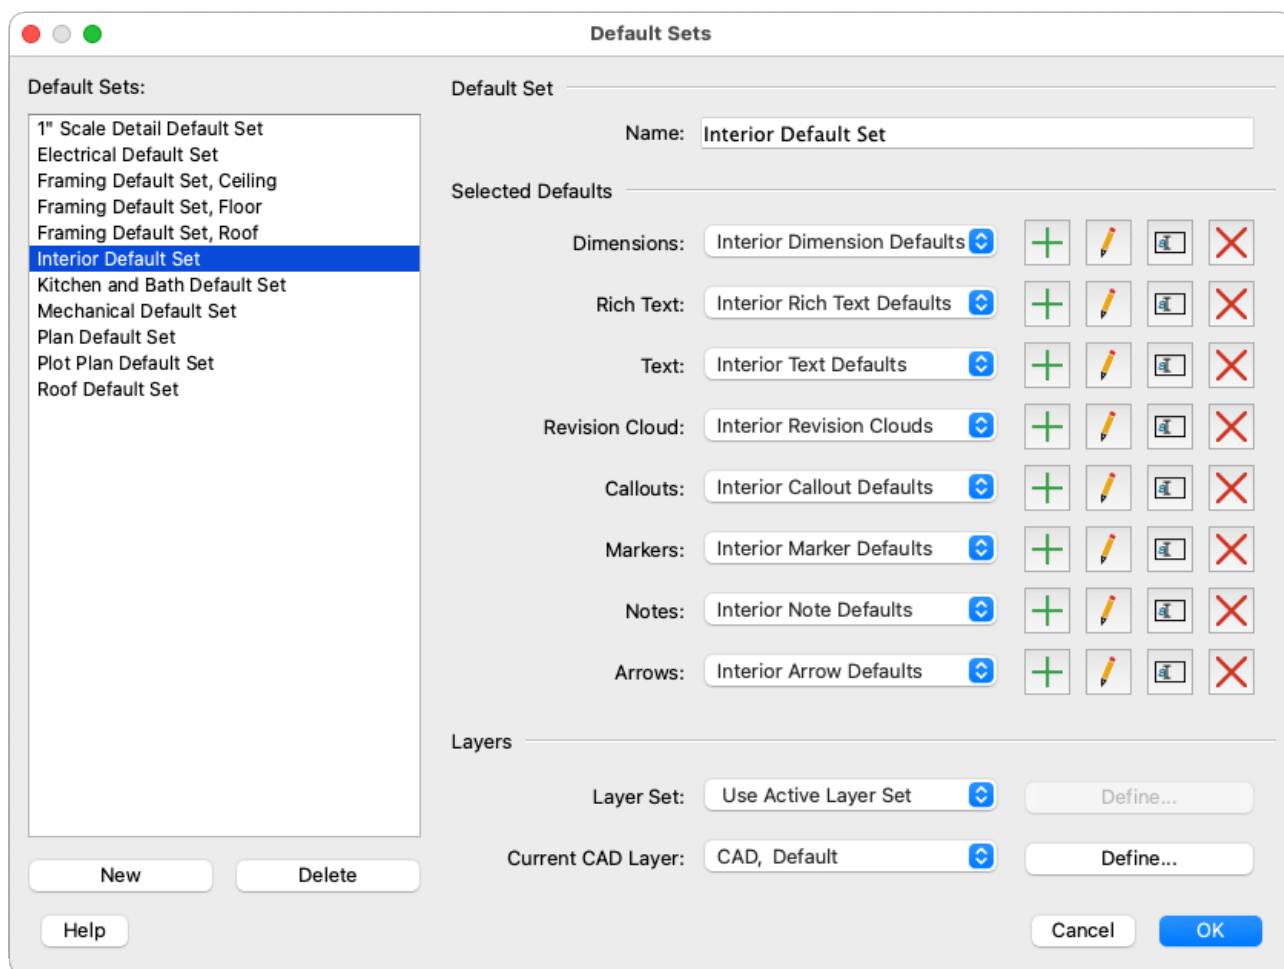 Default Sets
Default Sets:
1" Scale Detail Default Set
Electrical Default Set
Framing Default Set, Ceiling
Framing Default Set, Floor
Framing Default Set, Roof
Interior Default Set
Kitchen and Bath Default Set
Mechanical Default Set
Plan Default Set
Plot Plan Default Set
Roof Default Set
New Delete
Help
Default Set
Name: Interior Default Set
Selected Defaults
Dimensions: Interior Dimension Defaults
Rich Text: Interior Rich Text Defaults
Text: Interior Text Defaults
Revision Cloud: Interior Revision Clouds
Callouts: Interior Callout Defaults
Markers: Interior Marker Defaults
Notes: Interior Note Defaults
Arrows: Interior Arrow Defaults
Layers
Layer Set: Use Active Layer Set Define...
Current CAD Layer: CAD, Default Define...
Cancel OK